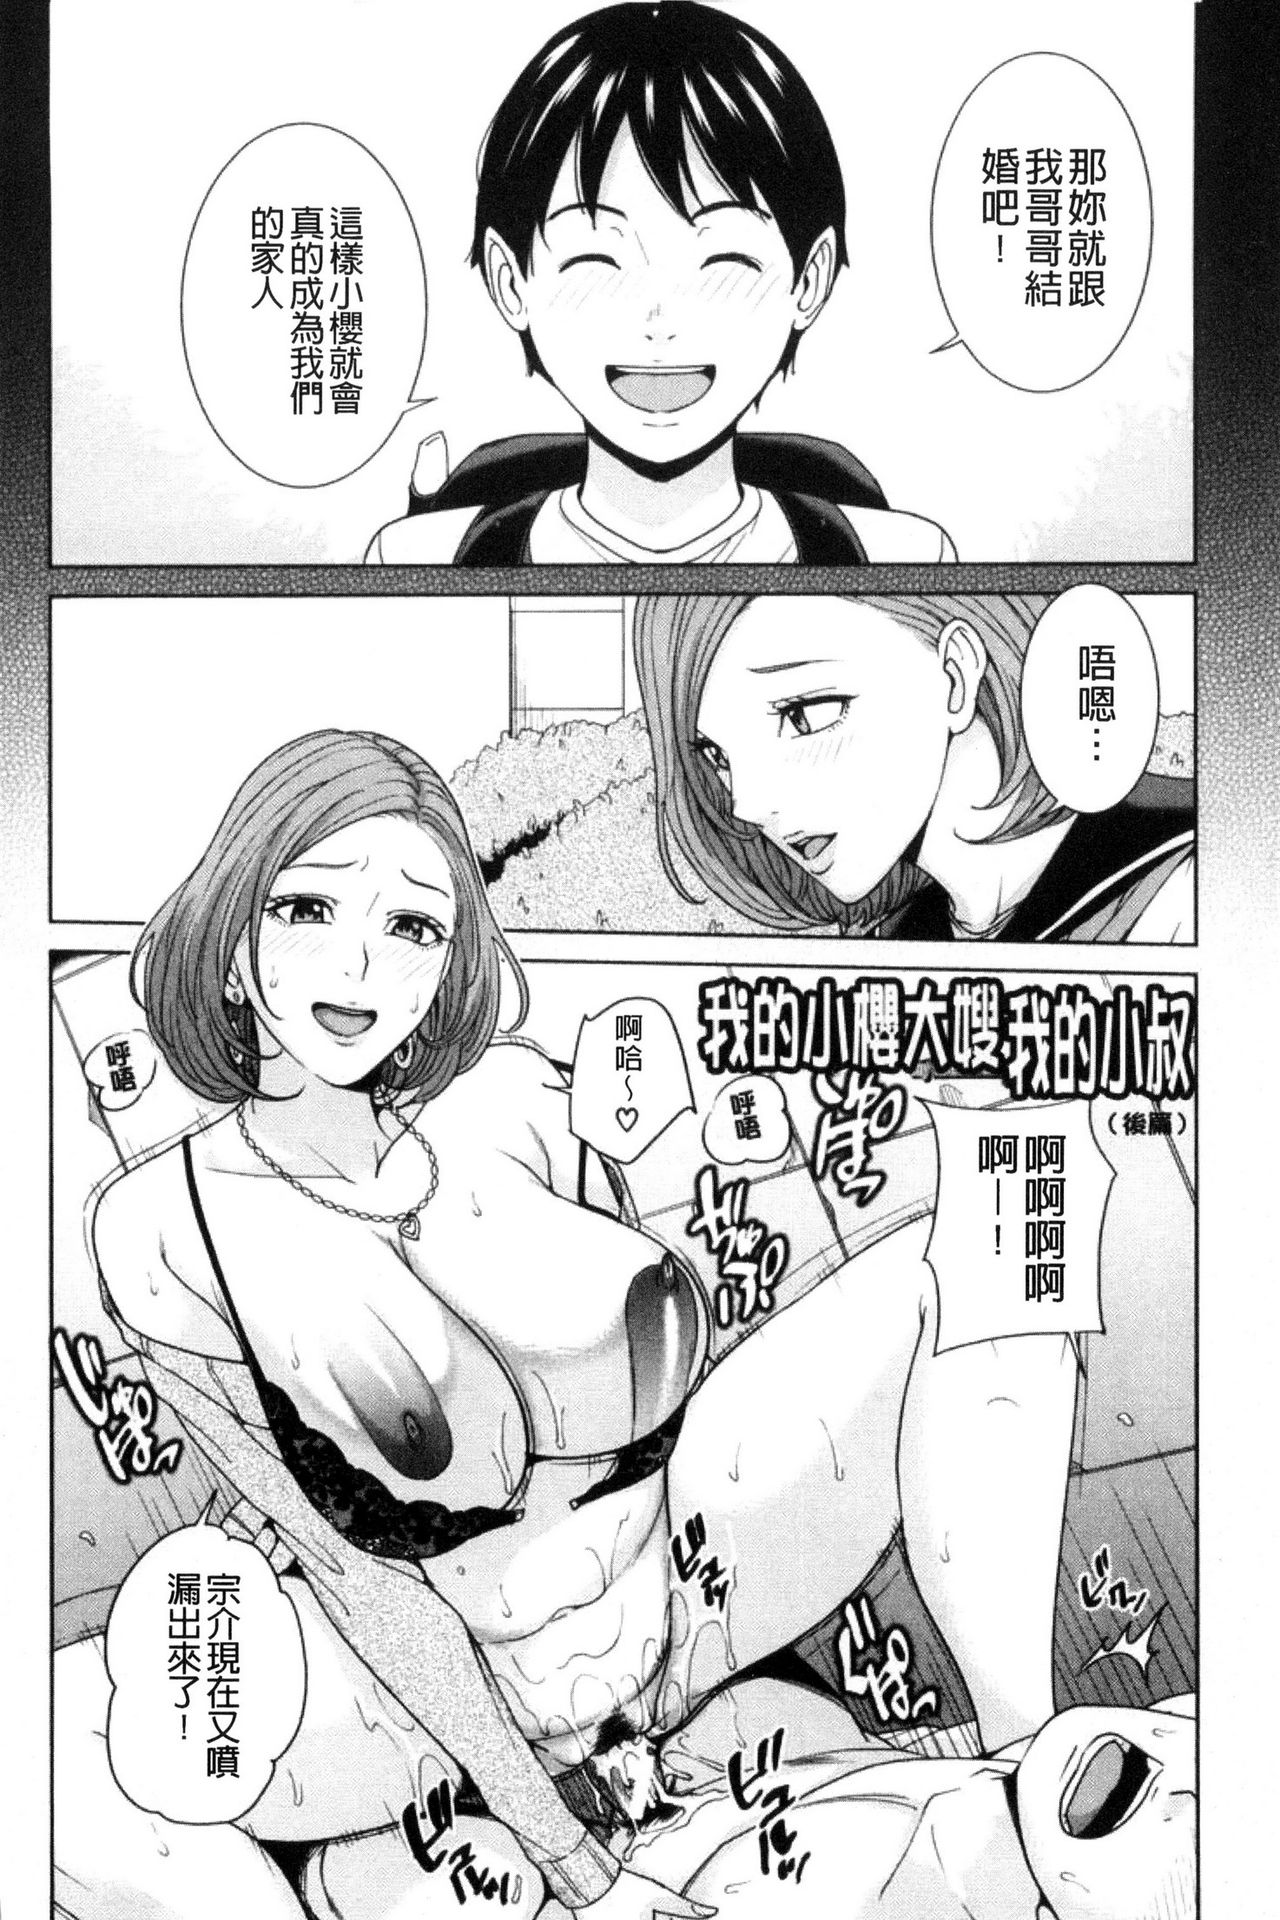 那妳就跟
我哥哥結
婚吧！
這樣小櫻就會
真的成為我們
的家人
唔嗯…
我的小櫻大嫂、我的小叔
（後篇）
啊哈～♡
呼唔
呼唔
啊啊啊啊
啊—！
宗介現在又噴
漏出來了！